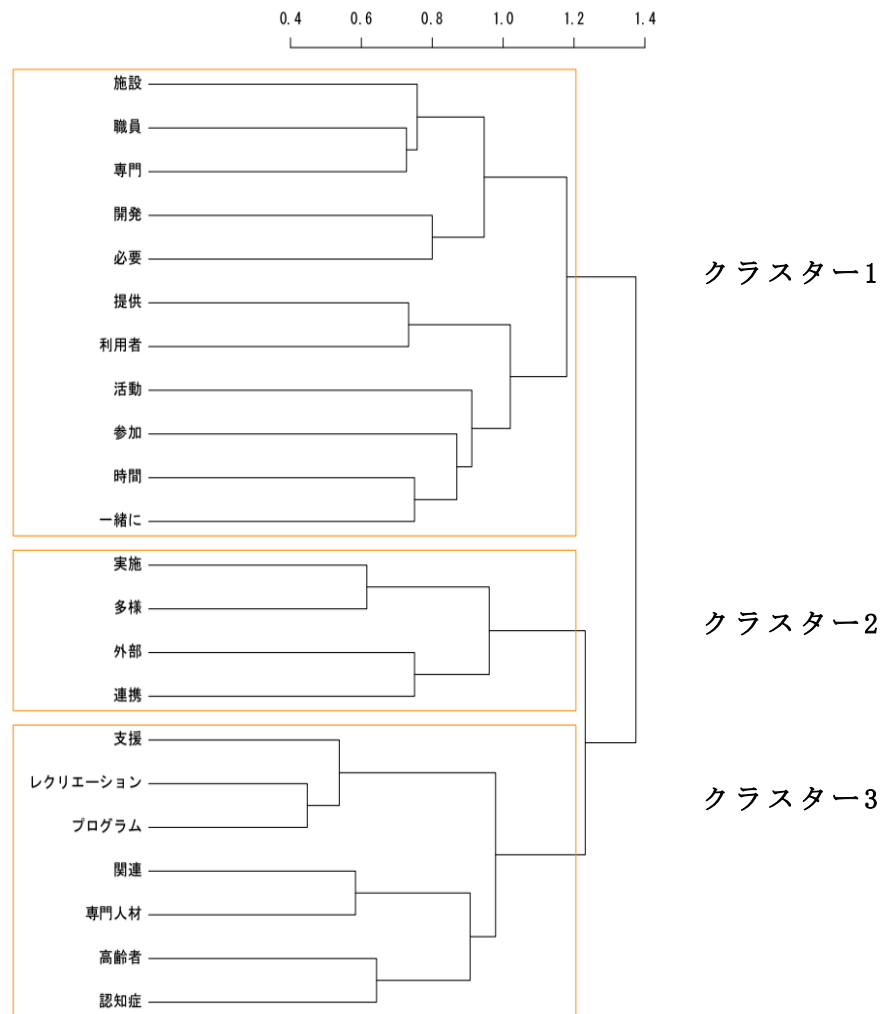 0.4 0.6 0.8 1.0 1.2 1.4
施設
職員
専門
開発
必要
クラスター1
提供
利用者
活動
参加
時間
一緒に
実施
多様
クラスター2
外部
連携
支援
レクリエーション
クラスター3
プログラム
関連
専門人材
高齢者
認知症